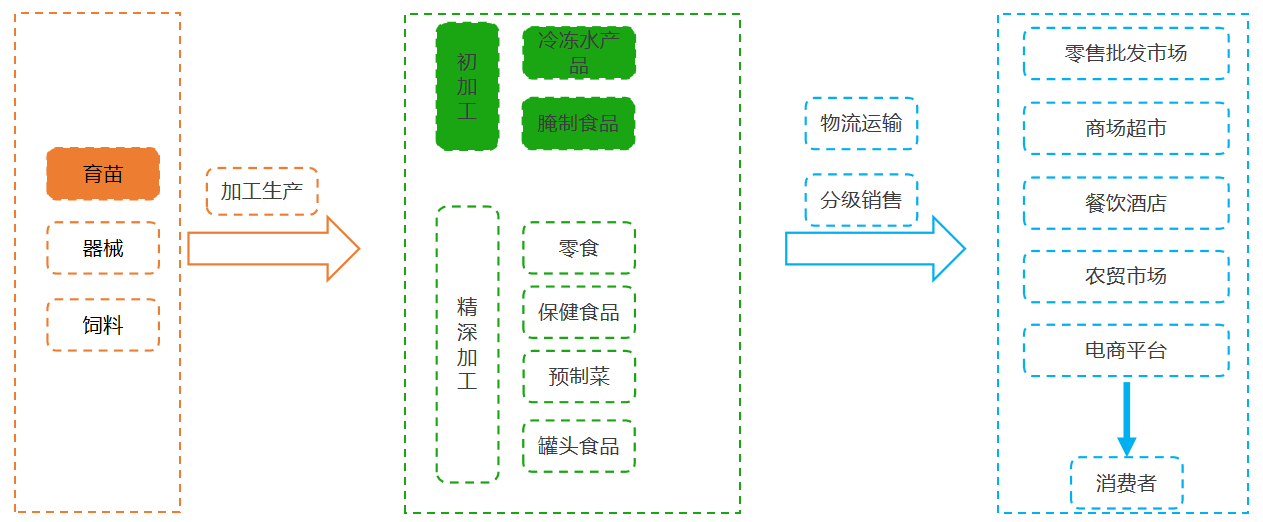 育苗
器械
饲料
加工生产
初
加
工
冷冻水产
品
腌制食品
精
深
加
工
零食
保健食品
预制菜
罐头食品
物流运输
分级销售
零售批发市场
商场超市
餐饮酒店
农贸市场
电商平台
消费者